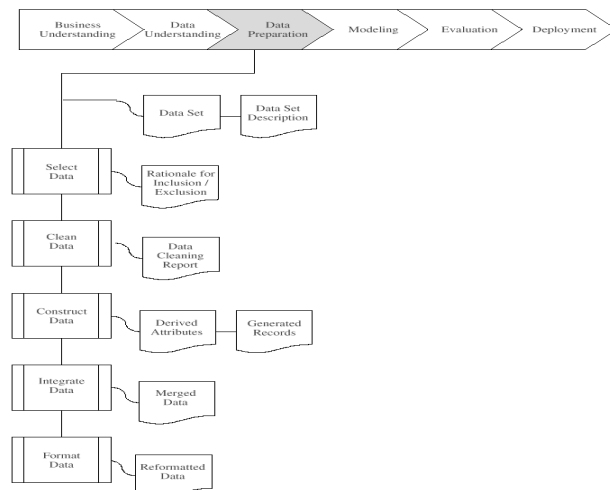 Business
Understanding
Data
Understanding
Data
Preparation
Modeling
Evaluation
Deployment
Data Set
Data Set
Description
Select
Data
Rationale for
Inclusion /
Exclusion
Clean
Data
Data
Cleaning
Report
Construct
Data
Derived
Attributes
Generated
Records
Integrate
Data
Merged
Data
Format
Data
Reformatted
Data